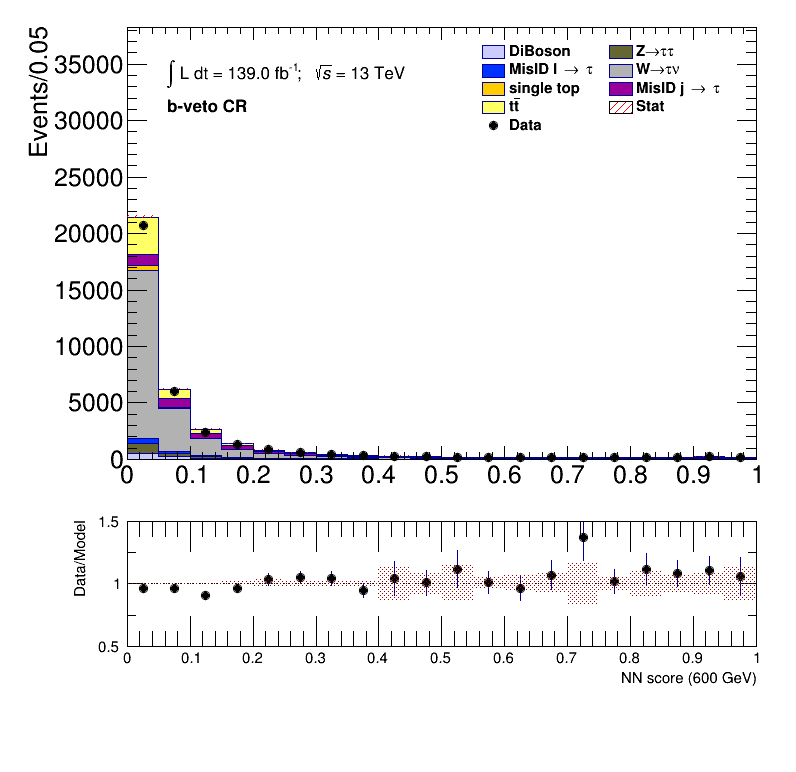 Events/0.05
35000
30000
25000
20000
15000
10000
5000
0
∫ L dt = 139.0 fb⁻¹; √s = 13 TeV
b-veto CR
DiBoson
MisID l → τ
single top
tt̄
Data
Z→ττ
W→τν
MisID j → τ
Stat
0 0.1 0.2 0.3 0.4 0.5 0.6 0.7 0.8 0.9 1
Data/Model
1.5
1
0.5
0 0.1 0.2 0.3 0.4 0.5 0.6 0.7 0.8 0.9 1
NN score (600 GeV)